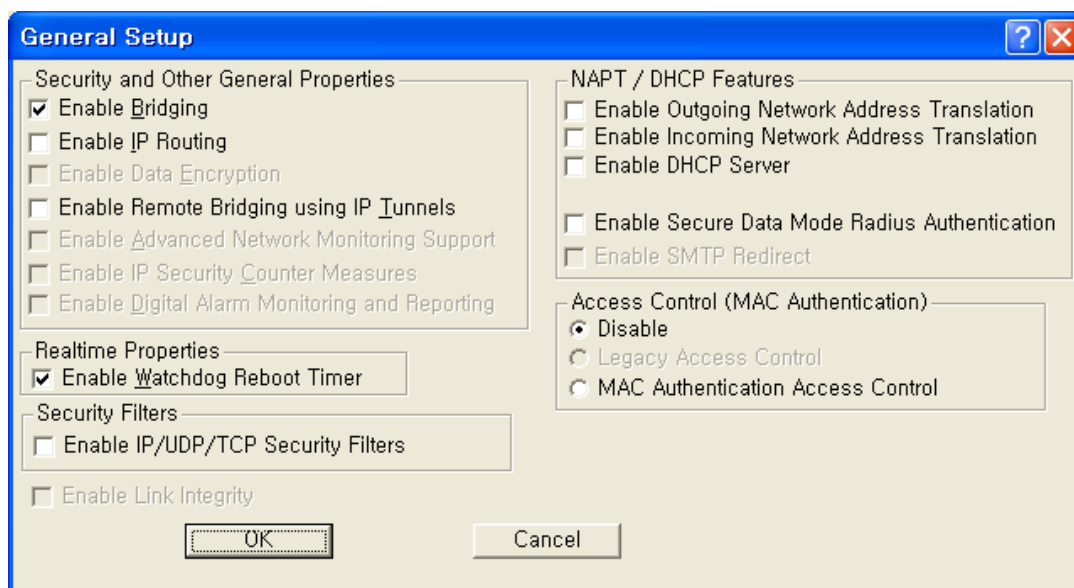 General Setup
Security and Other General Properties
Enable Bridging
Enable IP Routing
Enable Data Encryption
Enable Remote Bridging using IP Tunnels
Enable Advanced Network Monitoring Support
Enable IP Security Counter Measures
Enable Digital Alarm Monitoring and Reporting
Realtime Properties
Enable Watchdog Reboot Timer
Security Filters
Enable IP/UDP/TCP Security Filters
Enable Link Integrity
NAPT / DHCP Features
Enable Outgoing Network Address Translation
Enable Incoming Network Address Translation
Enable DHCP Server
Enable Secure Data Mode Radius Authentication
Enable SMTP Redirect
Access Control (MAC Authentication)
Disable
Legacy Access Control
MAC Authentication Access Control
OK
Cancel